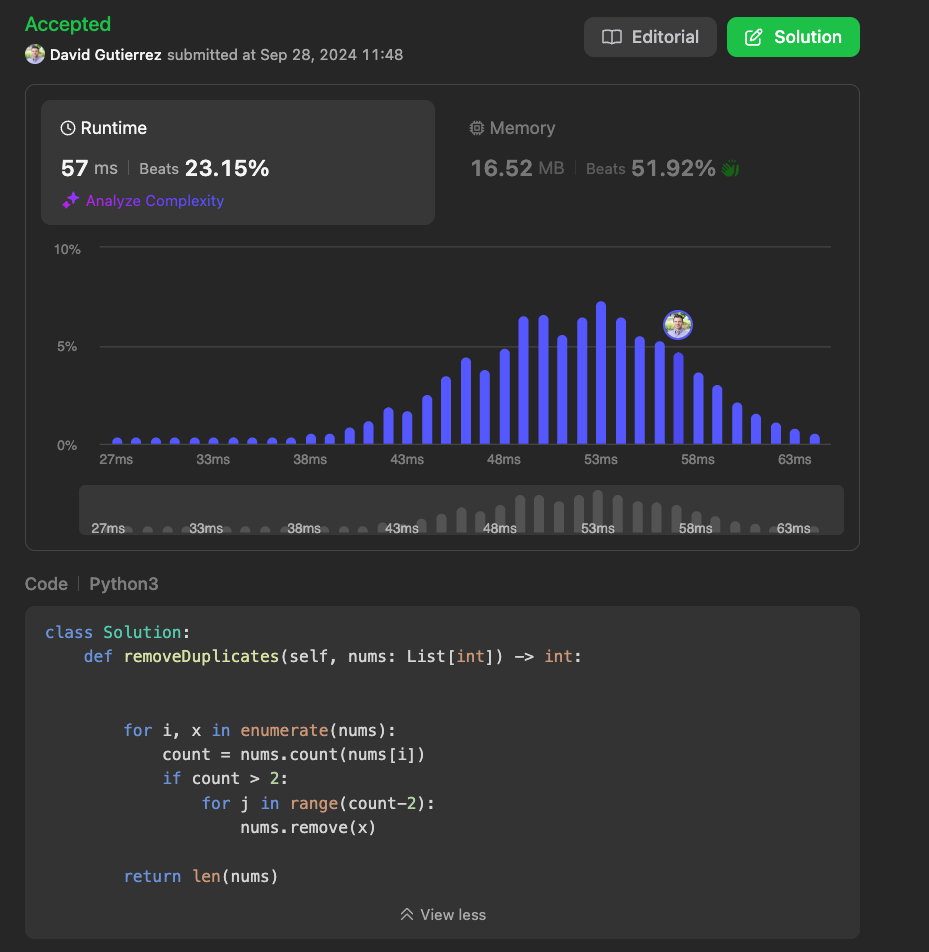 Accepted
David Gutierrez submitted at Sep 28, 2024 11:48
Editorial
Solution
Runtime
57 ms | Beats 23.15%
Analyze Complexity
Memory
16.52 MB | Beats 51.92%
10%
5%
0%
27ms 33ms 38ms 43ms 48ms 53ms 58ms 63ms
27ms 33ms 38ms 43ms 48ms 53ms 58ms 63ms
Code | Python3
class Solution:
    def removeDuplicates(self, nums: List[int]) -> int:
        for i, x in enumerate(nums):
            count = nums.count(nums[i])
            if count > 2:
                for j in range(count-2):
                    nums.remove(x)
        return len(nums)
View less